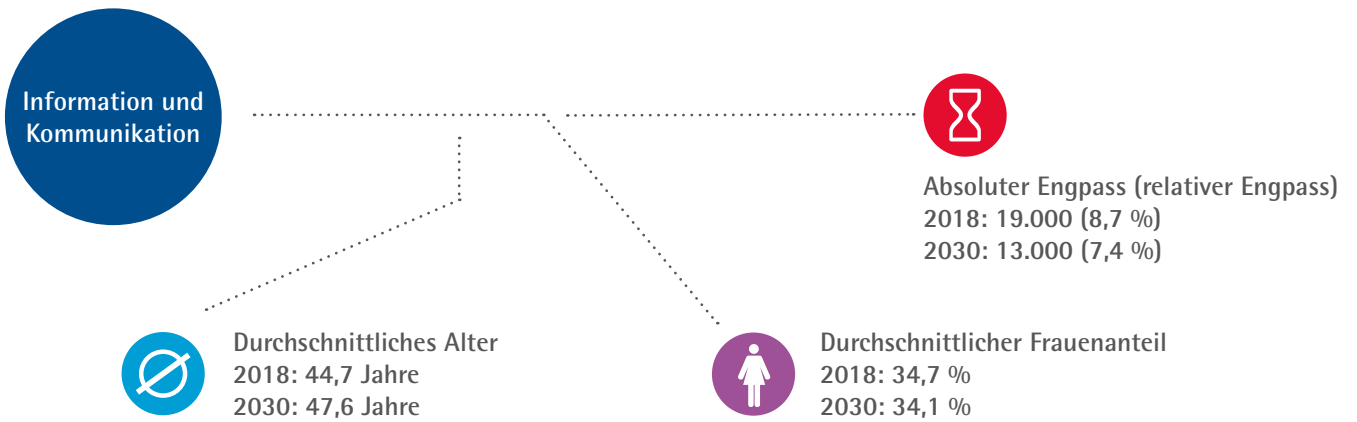 Information und
Kommunikation
Absoluter Engpass (relativer Engpass)
2018: 19.000 (8,7 %)
2030: 13.000 (7,4 %)
Durchschnittliches Alter
2018: 44,7 Jahre
2030: 47,6 Jahre
Durchschnittlicher Frauenanteil
2018: 34,7 %
2030: 34,1 %